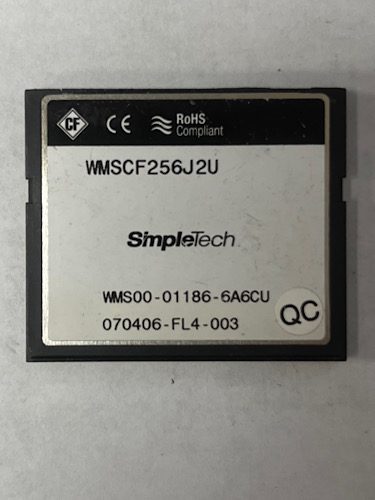 CF CE RoHS
Compliant
WMSCF256J2U
SimpleTech
WMS00-01186-6A6CU
070406-FL4-003
QC